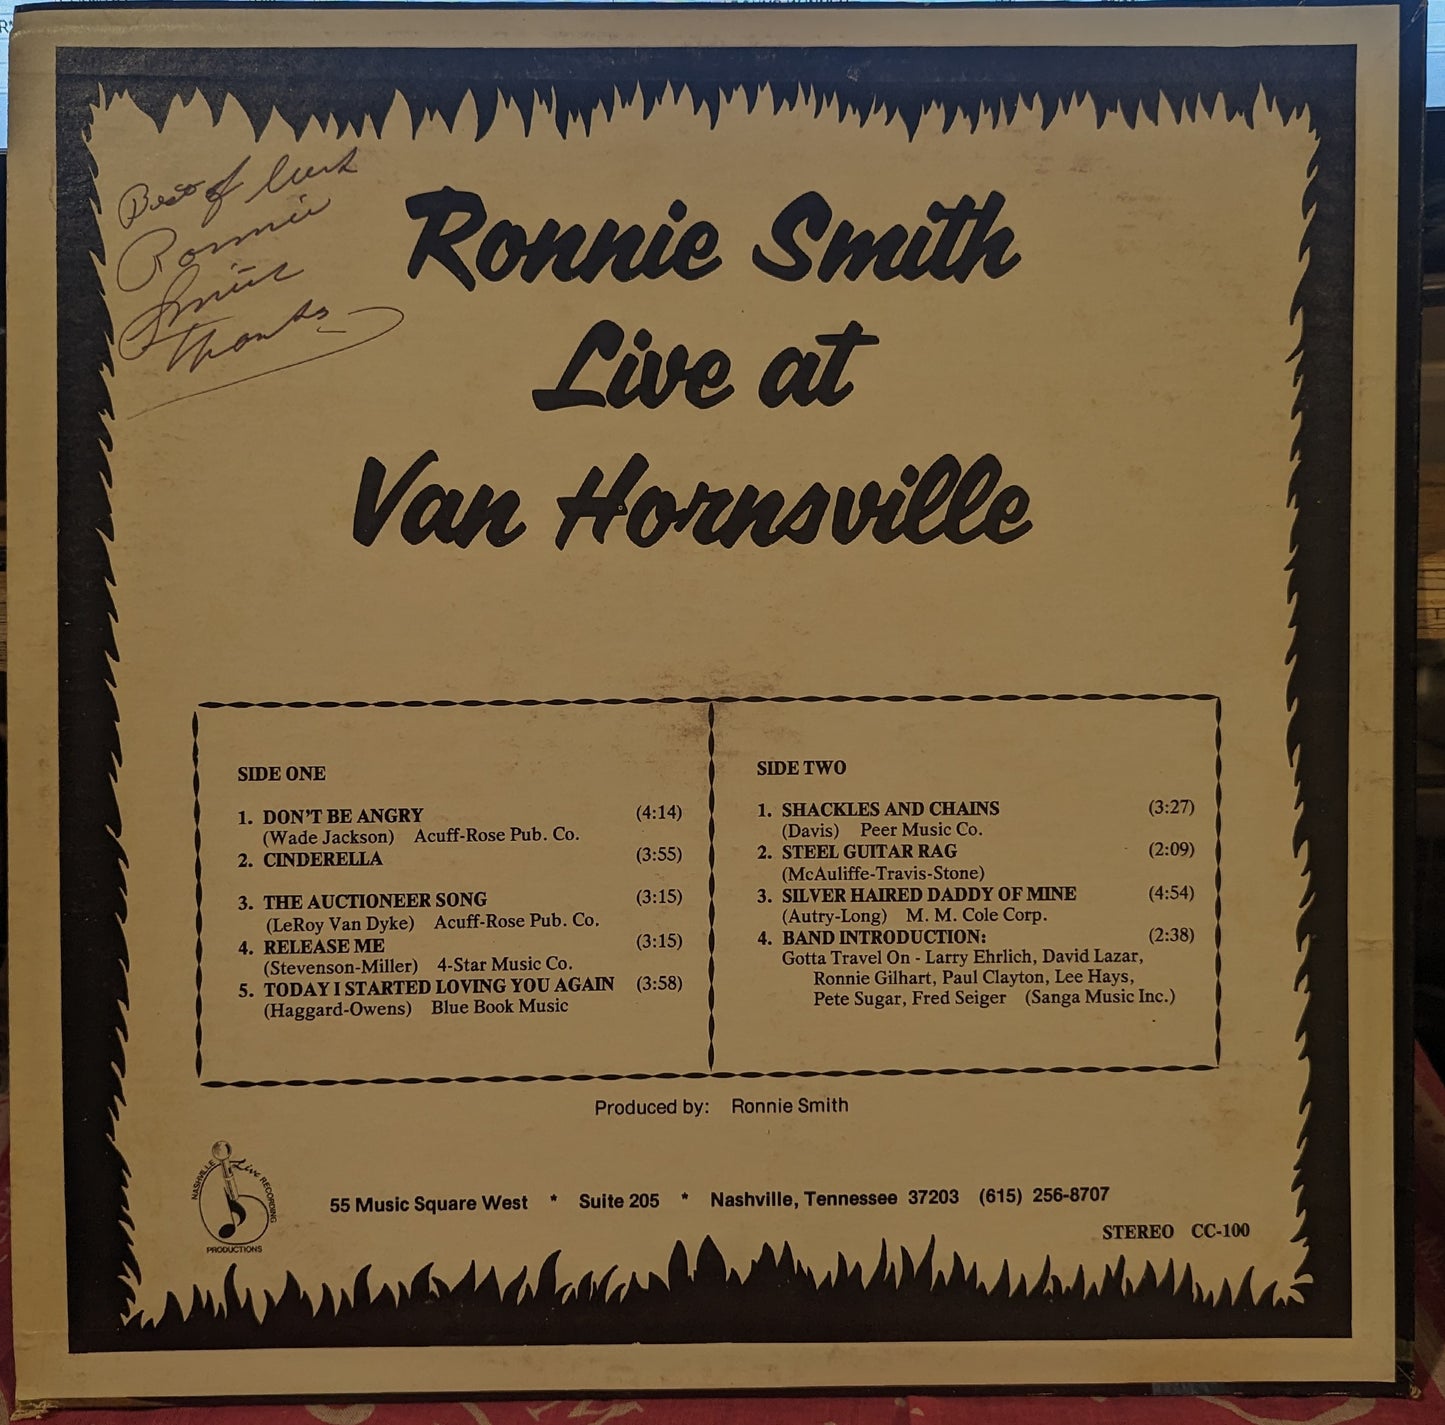 Best of luck
Ronnie
Smith
Thanks
Ronnie Smith
Live at
Van Hornsville
SIDE ONE
1. DON'T BE ANGRY (4:14)
(Wade Jackson) Acuff-Rose Pub. Co.
2. CINDERELLA (3:55)
3. THE AUCTIONEER SONG (3:15)
(LeRoy Van Dyke) Acuff-Rose Pub. Co.
4. RELEASE ME (3:15)
(Stevenson-Miller) 4-Star Music Co.
5. TODAY I STARTED LOVING YOU AGAIN (3:58)
(Haggard-Owens) Blue Book Music
SIDE TWO
1. SHACKLES AND CHAINS (3:27)
(Davis) Peer Music Co.
2. STEEL GUITAR RAG (2:09)
(McAuliffe-Travis-Stone)
3. SILVER HAIRED DADDY OF MINE (4:54)
(Autry-Long) M. M. Cole Corp.
4. BAND INTRODUCTION: (2:38)
Gotta Travel On - Larry Ehrlich, David Lazar,
Ronnie Gilhart, Paul Clayton, Lee Hays,
Pete Sugar, Fred Seiger (Sanga Music Inc.)
Produced by: Ronnie Smith
NASHVILLE Live RECORDING
PRODUCTIONS
55 Music Square West * Suite 205 * Nashville, Tennessee 37203 (615) 256-8707
STEREO CC-100